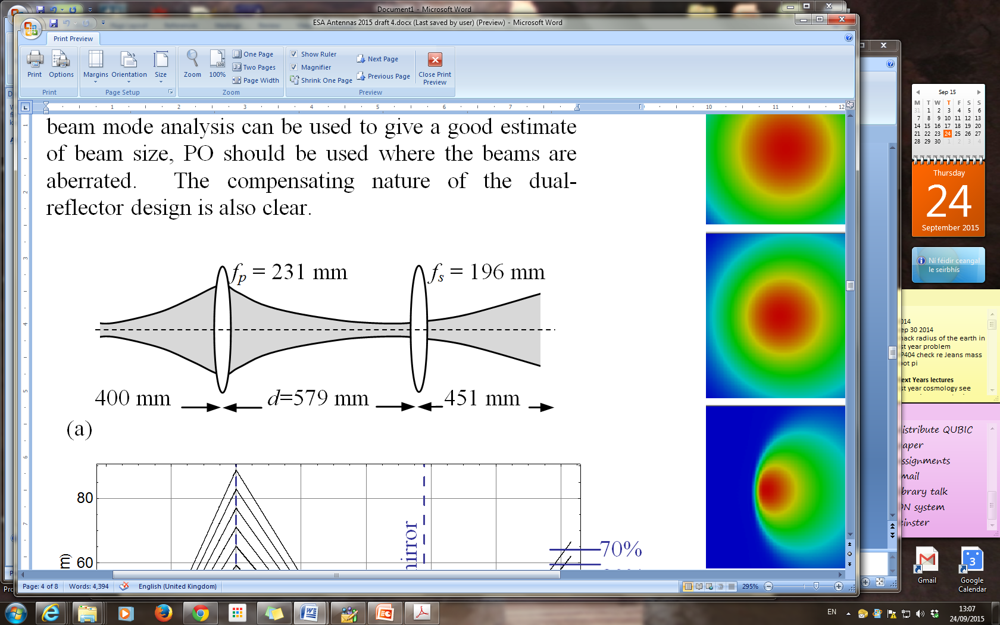 Document1 - Microsoft Word
ESA Antennas 2015 draft 4.docx (Last saved by user) (Preview) - Microsoft Word
Print Preview
Print
Options
Margins
Orientation
Size
Zoom
100%
One Page
Two Pages
Page Width
Show Ruler
Magnifier
Shrink One Page
Next Page
Previous Page
Close Print
Preview
Print
Page Setup
Zoom
Preview
1 2 3 4 5 6 7 10 11 12
beam mode analysis can be used to give a good estimate
of beam size, PO should be used where the beams are
aberrated. The compensating nature of the dual-
reflector design is also clear.
fp = 231 mm
fs = 196 mm
400 mm
d=579 mm
451 mm
(a)
80
60
70%
Page: 4 of 8
Words: 4,394
English (United Kingdom)
295%
Sep 15
M T W T F S S
31 1 2 3 4 5 6
7 8 9 10 11 12 13
14 15 16 17 18 19 20
21 22 23 24 25 26 27
28 29 30 1 2 3 4
Thursday
24
September 2015
Ní féidir ceangal
le seirbhís
014
ep 30 2014
hack radius of the earth in
st year problem
P404 check re Jeans mass
oot pi
ext Years lectures
st year cosmology see
istribute QUBIC
aper
ssignments
mail
brary talk
system
einster
Gmail
3
Google
Calendar
EN
13:07
24/09/2015